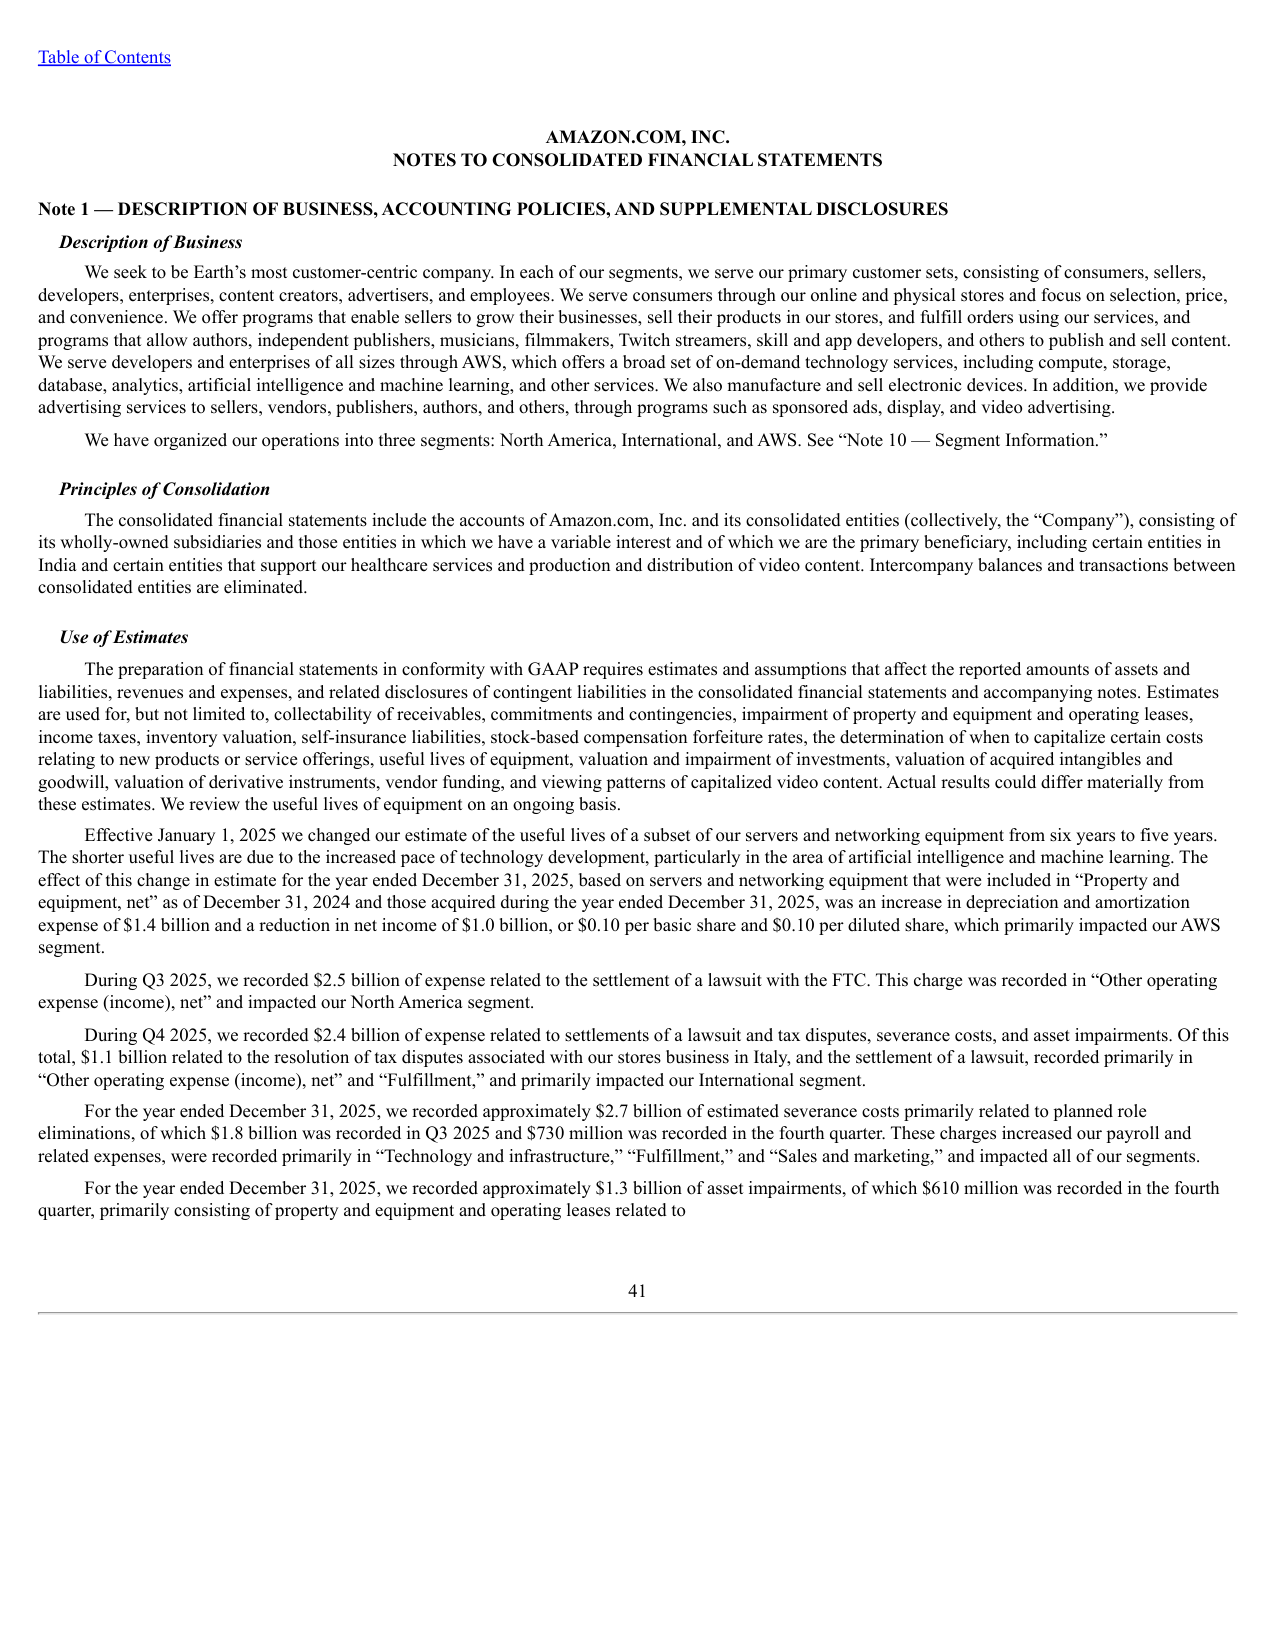 Table of Contents
AMAZON.COM, INC.
NOTES TO CONSOLIDATED FINANCIAL STATEMENTS
Note 1 — DESCRIPTION OF BUSINESS, ACCOUNTING POLICIES, AND SUPPLEMENTAL DISCLOSURES
Description of Business
We seek to be Earth’s most customer-centric company. In each of our segments, we serve our primary customer sets, consisting of consumers, sellers,
developers, enterprises, content creators, advertisers, and employees. We serve consumers through our online and physical stores and focus on selection, price,
and convenience. We offer programs that enable sellers to grow their businesses, sell their products in our stores, and fulfill orders using our services, and
programs that allow authors, independent publishers, musicians, filmmakers, Twitch streamers, skill and app developers, and others to publish and sell content.
We serve developers and enterprises of all sizes through AWS, which offers a broad set of on-demand technology services, including compute, storage,
database, analytics, artificial intelligence and machine learning, and other services. We also manufacture and sell electronic devices. In addition, we provide
advertising services to sellers, vendors, publishers, authors, and others, through programs such as sponsored ads, display, and video advertising.
We have organized our operations into three segments: North America, International, and AWS. See “Note 10 — Segment Information.”
Principles of Consolidation
The consolidated financial statements include the accounts of Amazon.com, Inc. and its consolidated entities (collectively, the “Company”), consisting of
its wholly-owned subsidiaries and those entities in which we have a variable interest and of which we are the primary beneficiary, including certain entities in
India and certain entities that support our healthcare services and production and distribution of video content. Intercompany balances and transactions between
consolidated entities are eliminated.
Use of Estimates
The preparation of financial statements in conformity with GAAP requires estimates and assumptions that affect the reported amounts of assets and
liabilities, revenues and expenses, and related disclosures of contingent liabilities in the consolidated financial statements and accompanying notes. Estimates
are used for, but not limited to, collectability of receivables, commitments and contingencies, impairment of property and equipment and operating leases,
income taxes, inventory valuation, self-insurance liabilities, stock-based compensation forfeiture rates, the determination of when to capitalize certain costs
relating to new products or service offerings, useful lives of equipment, valuation and impairment of investments, valuation of acquired intangibles and
goodwill, valuation of derivative instruments, vendor funding, and viewing patterns of capitalized video content. Actual results could differ materially from
these estimates. We review the useful lives of equipment on an ongoing basis.
Effective January 1, 2025 we changed our estimate of the useful lives of a subset of our servers and networking equipment from six years to five years.
The shorter useful lives are due to the increased pace of technology development, particularly in the area of artificial intelligence and machine learning. The
effect of this change in estimate for the year ended December 31, 2025, based on servers and networking equipment that were included in “Property and
equipment, net” as of December 31, 2024 and those acquired during the year ended December 31, 2025, was an increase in depreciation and amortization
expense of $1.4 billion and a reduction in net income of $1.0 billion, or $0.10 per basic share and $0.10 per diluted share, which primarily impacted our AWS
segment.
During Q3 2025, we recorded $2.5 billion of expense related to the settlement of a lawsuit with the FTC. This charge was recorded in “Other operating
expense (income), net” and impacted our North America segment.
During Q4 2025, we recorded $2.4 billion of expense related to settlements of a lawsuit and tax disputes, severance costs, and asset impairments. Of this
total, $1.1 billion related to the resolution of tax disputes associated with our stores business in Italy, and the settlement of a lawsuit, recorded primarily in
“Other operating expense (income), net” and “Fulfillment,” and primarily impacted our International segment.
For the year ended December 31, 2025, we recorded approximately $2.7 billion of estimated severance costs primarily related to planned role
eliminations, of which $1.8 billion was recorded in Q3 2025 and $730 million was recorded in the fourth quarter. These charges increased our payroll and
related expenses, were recorded primarily in “Technology and infrastructure,” “Fulfillment,” and “Sales and marketing,” and impacted all of our segments.
For the year ended December 31, 2025, we recorded approximately $1.3 billion of asset impairments, of which $610 million was recorded in the fourth
quarter, primarily consisting of property and equipment and operating leases related to
41